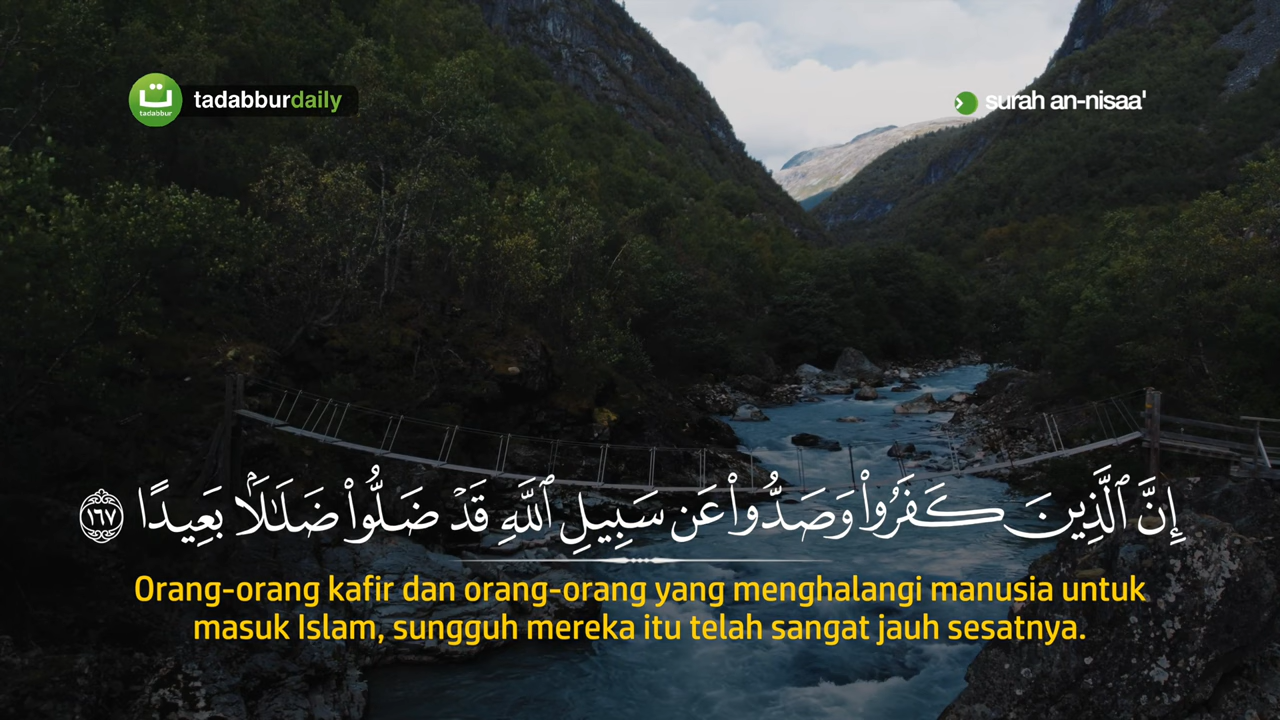 ت
tadabbur
tadabburdaily
surah an-nisaa'
إِنَّ ٱلَّذِينَ كَفَرُوا۟ وَصَدُّوا۟ عَن سَبِيلِ ٱللَّهِ قَدْ ضَلُّوا۟ ضَلَـٰلًۢا بَعِيدًا ١٦٧
Orang-orang kafir dan orang-orang yang menghalangi manusia untuk
masuk Islam, sungguh mereka itu telah sangat jauh sesatnya.